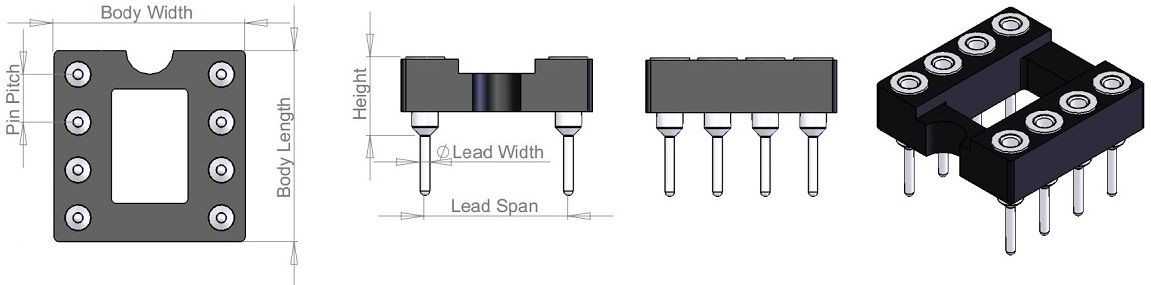 Body Width
Pin Pitch
Body Length
Height
⌀Lead Width
Lead Span